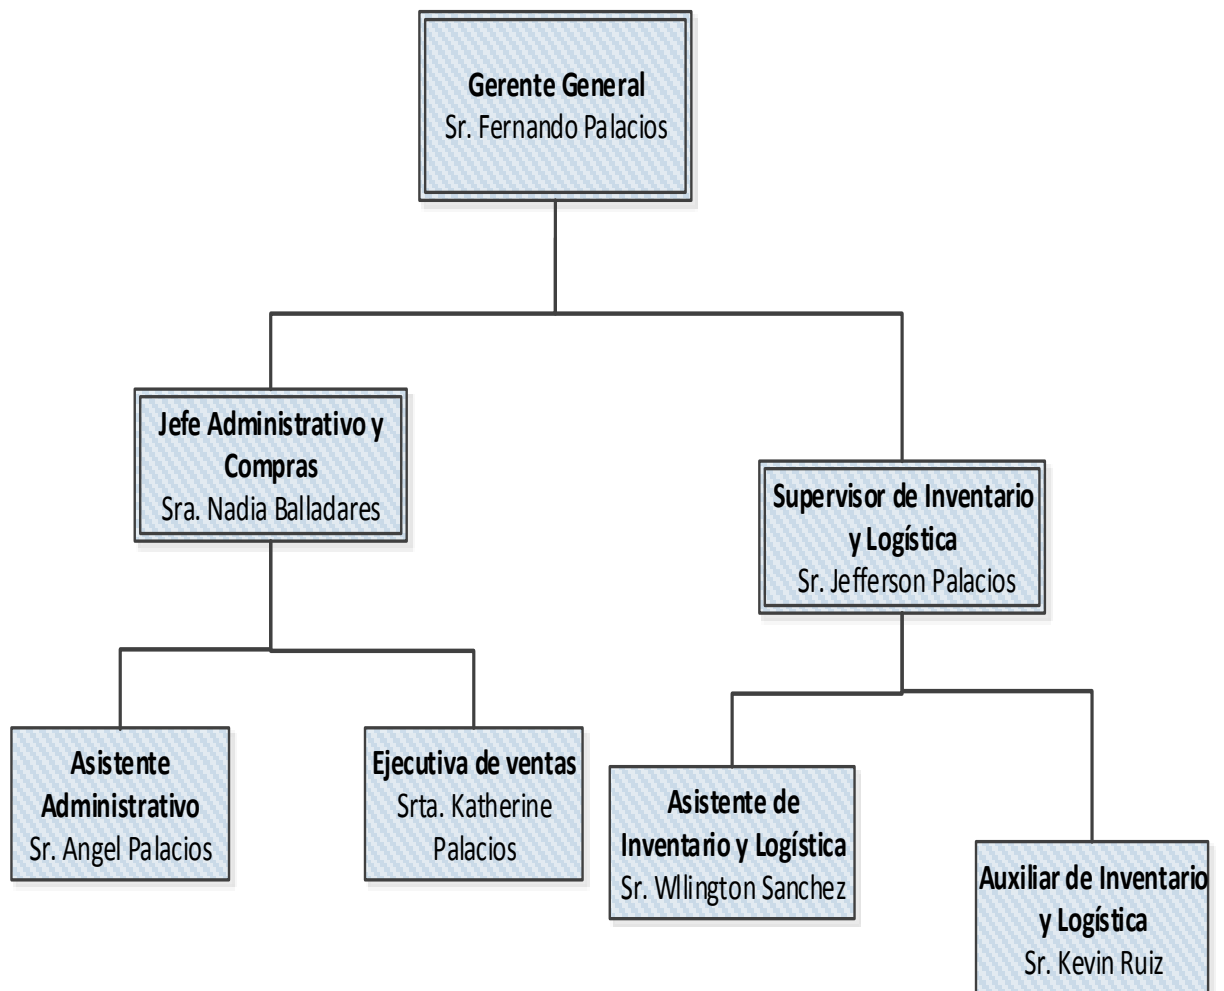 Gerente General
Sr. Fernando Palacios
Jefe Administrativo y
Compras
Sra. Nadia Balladares
Supervisor de Inventario
y Logística
Sr. Jefferson Palacios
Asistente
Administrativo
Sr. Angel Palacios
Ejecutiva de ventas
Srta. Katherine
Palacios
Asistente de
Inventario y Logística
Sr. WIlington Sanchez
Auxiliar de Inventario
y Logística
Sr. Kevin Ruiz